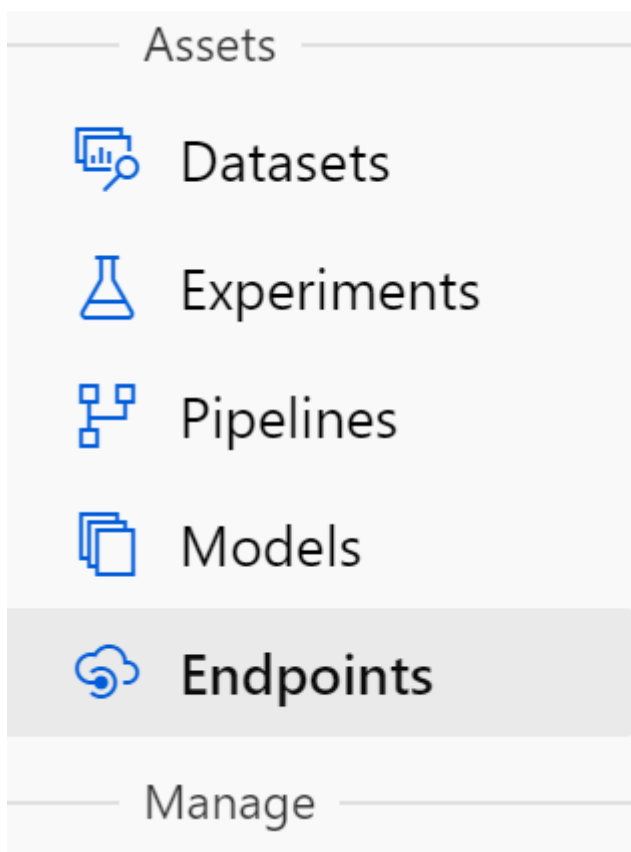 Assets
Datasets
Experiments
Pipelines
Models
Endpoints
Manage